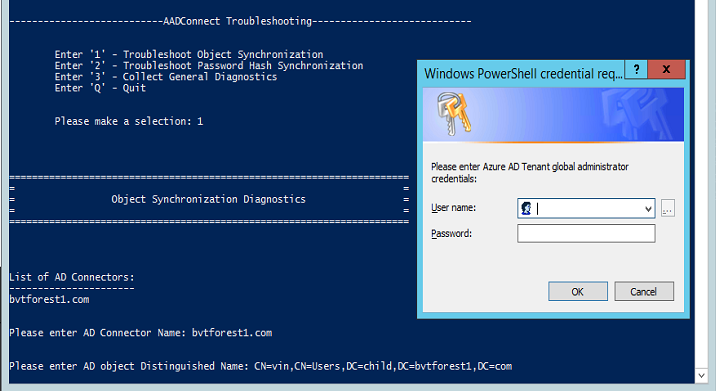 ---------------------------AADConnect Troubleshooting----------------------------
Enter '1' - Troubleshoot Object Synchronization
Enter '2' - Troubleshoot Password Hash Synchronization
Enter '3' - Collect General Diagnostics
Enter 'Q' - Quit
Please make a selection: 1
======================================================================
= =
= Object Synchronization Diagnostics =
= =
======================================================================
List of AD Connectors:
----------------------
bvtforest1.com
Please enter AD Connector Name: bvtforest1.com
Please enter AD object Distinguished Name: CN=vin,CN=Users,DC=child,DC=bvtforest1,DC=com
Windows PowerShell credential req... ? x
Please enter Azure AD Tenant global administrator
credentials:
User name:
...
Password:
OK Cancel